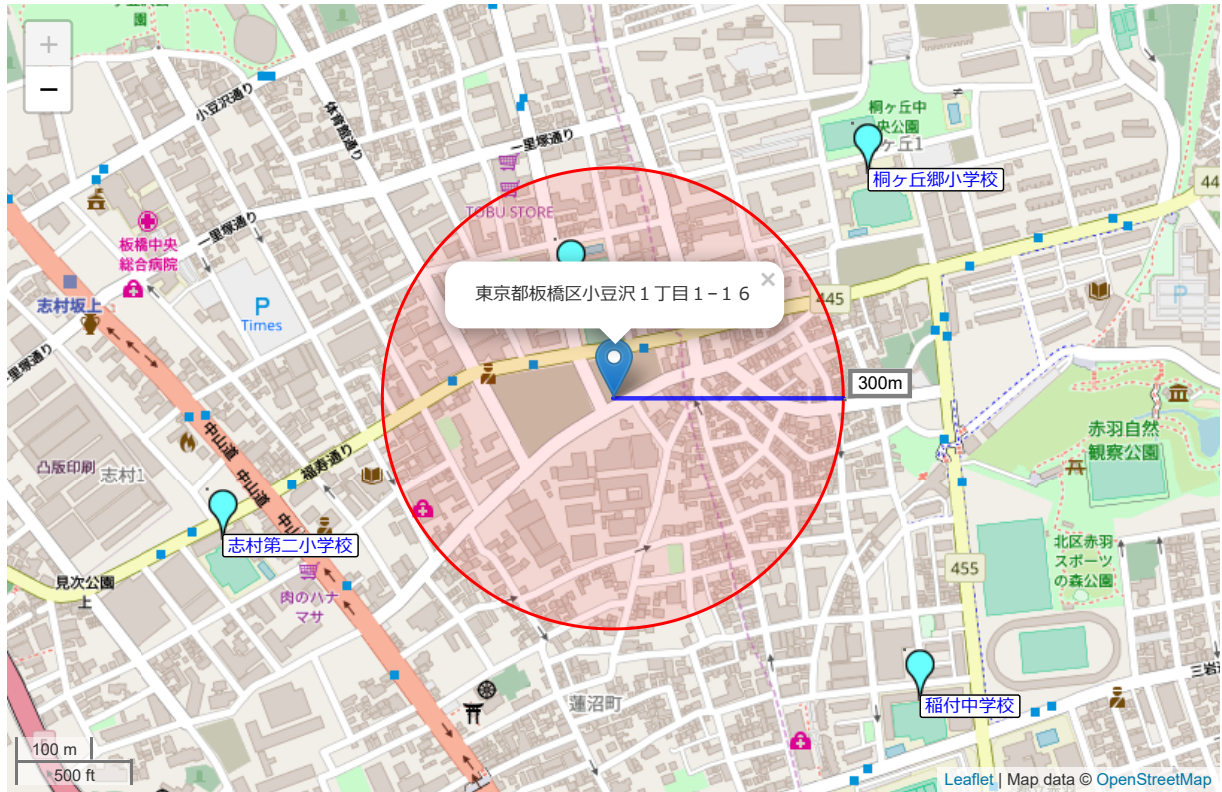 園
+
−
小豆沢通り
体育館通り
一里塚通り
桐ヶ丘中
央公園
ヶ丘1
桐ヶ丘郷小学校
TOBU STORE
一里塚通り
板橋中央
総合病院
志村坂上
P
Times
東京都板橋区小豆沢１丁目１−１６
×
445
44
P
300m
中山道
中山道
中山
福寿通り
凸版印刷
志村1
志村第二小学校
赤羽自然
観察公園
見次公園
上
肉のハナ
マサ
455
北区赤羽
スポーツ
の森公園
稲付中学校
蓮沼町
三岩
100 m
500 ft
Leaflet | Map data © OpenStreetMap